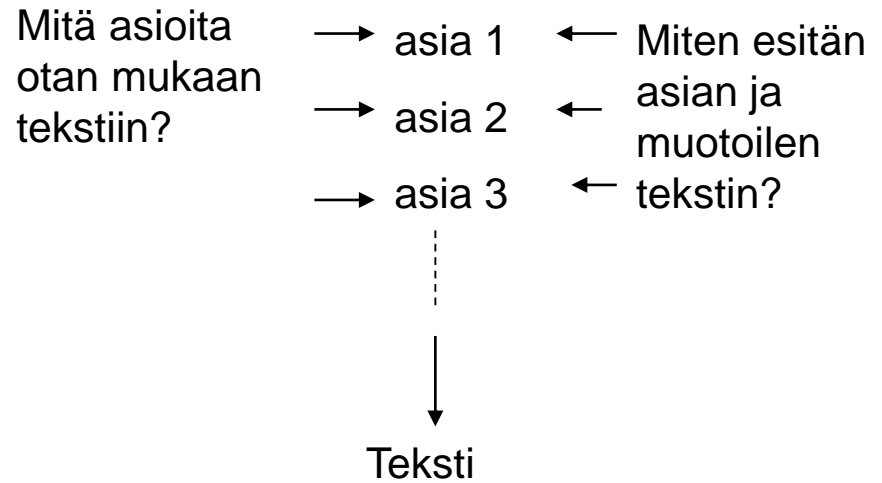 Mitä asioita
otan mukaan
tekstiin?
asia 1
asia 2
asia 3
Miten esitän
asian ja
muotoilen
tekstin?
Teksti